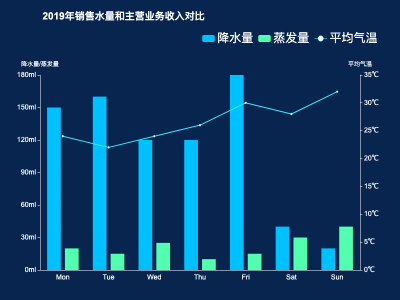 2019年销售水量和主营业务收入对比
降水量 蒸发量 平均气温
降水量/蒸发量 平均气温
180ml 35℃
150ml 30℃
120ml 25℃
90ml 20℃
60ml 15℃
30ml 10℃
0ml 5℃
0℃
Mon Tue Wed Thu Fri Sat Sun